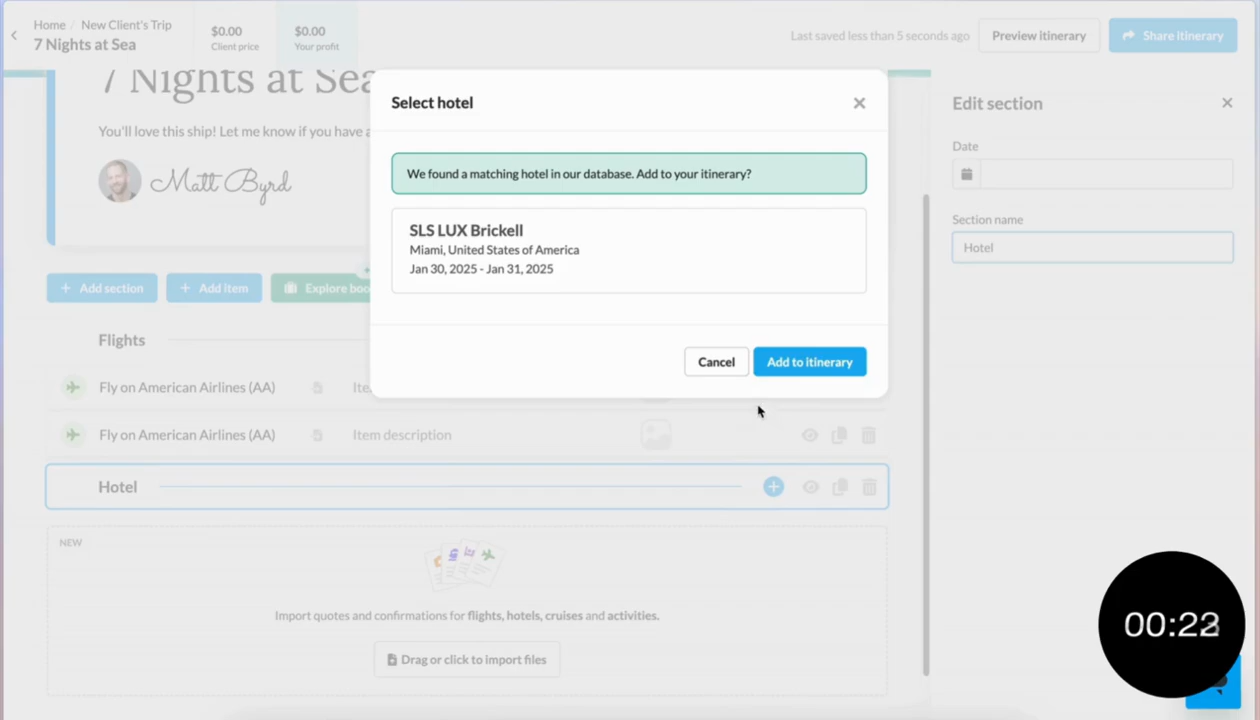 Home / New Client's Trip
7 Nights at Sea
$0.00
Client price
$0.00
Your profit
Last saved less than 5 seconds ago
Preview itinerary
Share itinerary
7 Nights at Sea
You'll love this ship! Let me know if you have a
Matt Byrd
Select hotel
We found a matching hotel in our database. Add to your itinerary?
SLS LUX Brickell
Miami, United States of America
Jan 30, 2025 - Jan 31, 2025
Cancel
Add to itinerary
Edit section
Date
Section name
Hotel
+ Add section
+ Add item
Explore boo
Flights
Fly on American Airlines (AA)
Ite
Fly on American Airlines (AA)
Item description
Hotel
NEW
Import quotes and confirmations for flights, hotels, cruises and activities.
Drag or click to import files